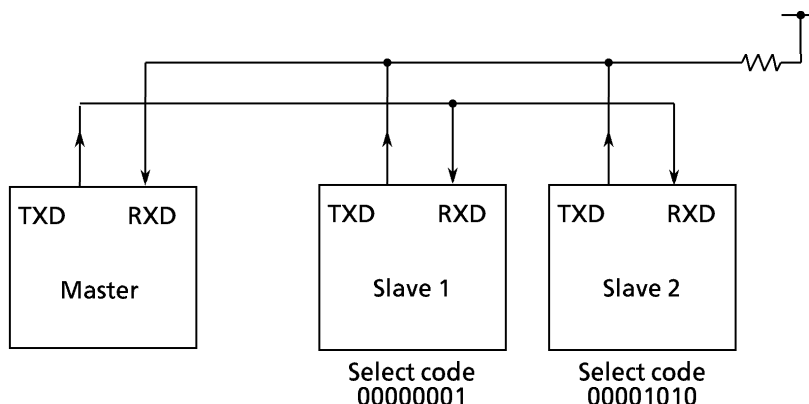 TXD RXD
Master
TXD RXD
Slave 1
Select code
00000001
TXD RXD
Slave 2
Select code
00001010